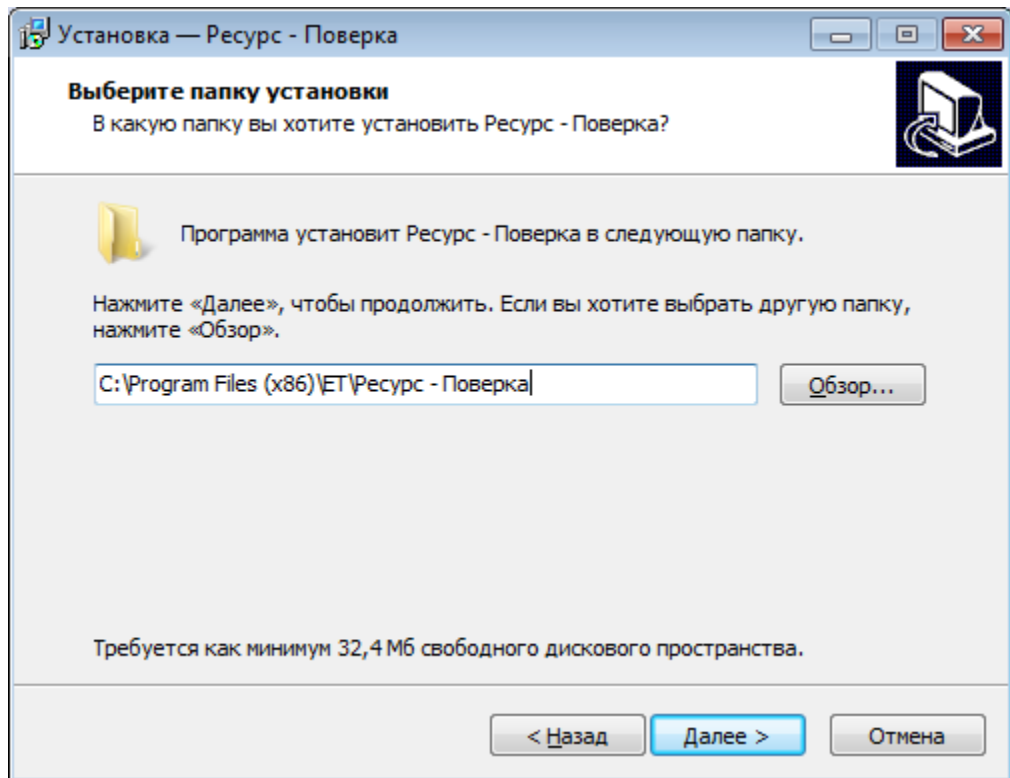 Установка — Ресурс - Поверка
Выберите папку установки
В какую папку вы хотите установить Ресурс - Поверка?
Программа установит Ресурс - Поверка в следующую папку.
Нажмите «Далее», чтобы продолжить. Если вы хотите выбрать другую папку,
нажмите «Обзор».
C:\Program Files (x86)\ET\Ресурс - Поверка
Обзор...
Требуется как минимум 32,4 Мб свободного дискового пространства.
< Назад
Далее >
Отмена